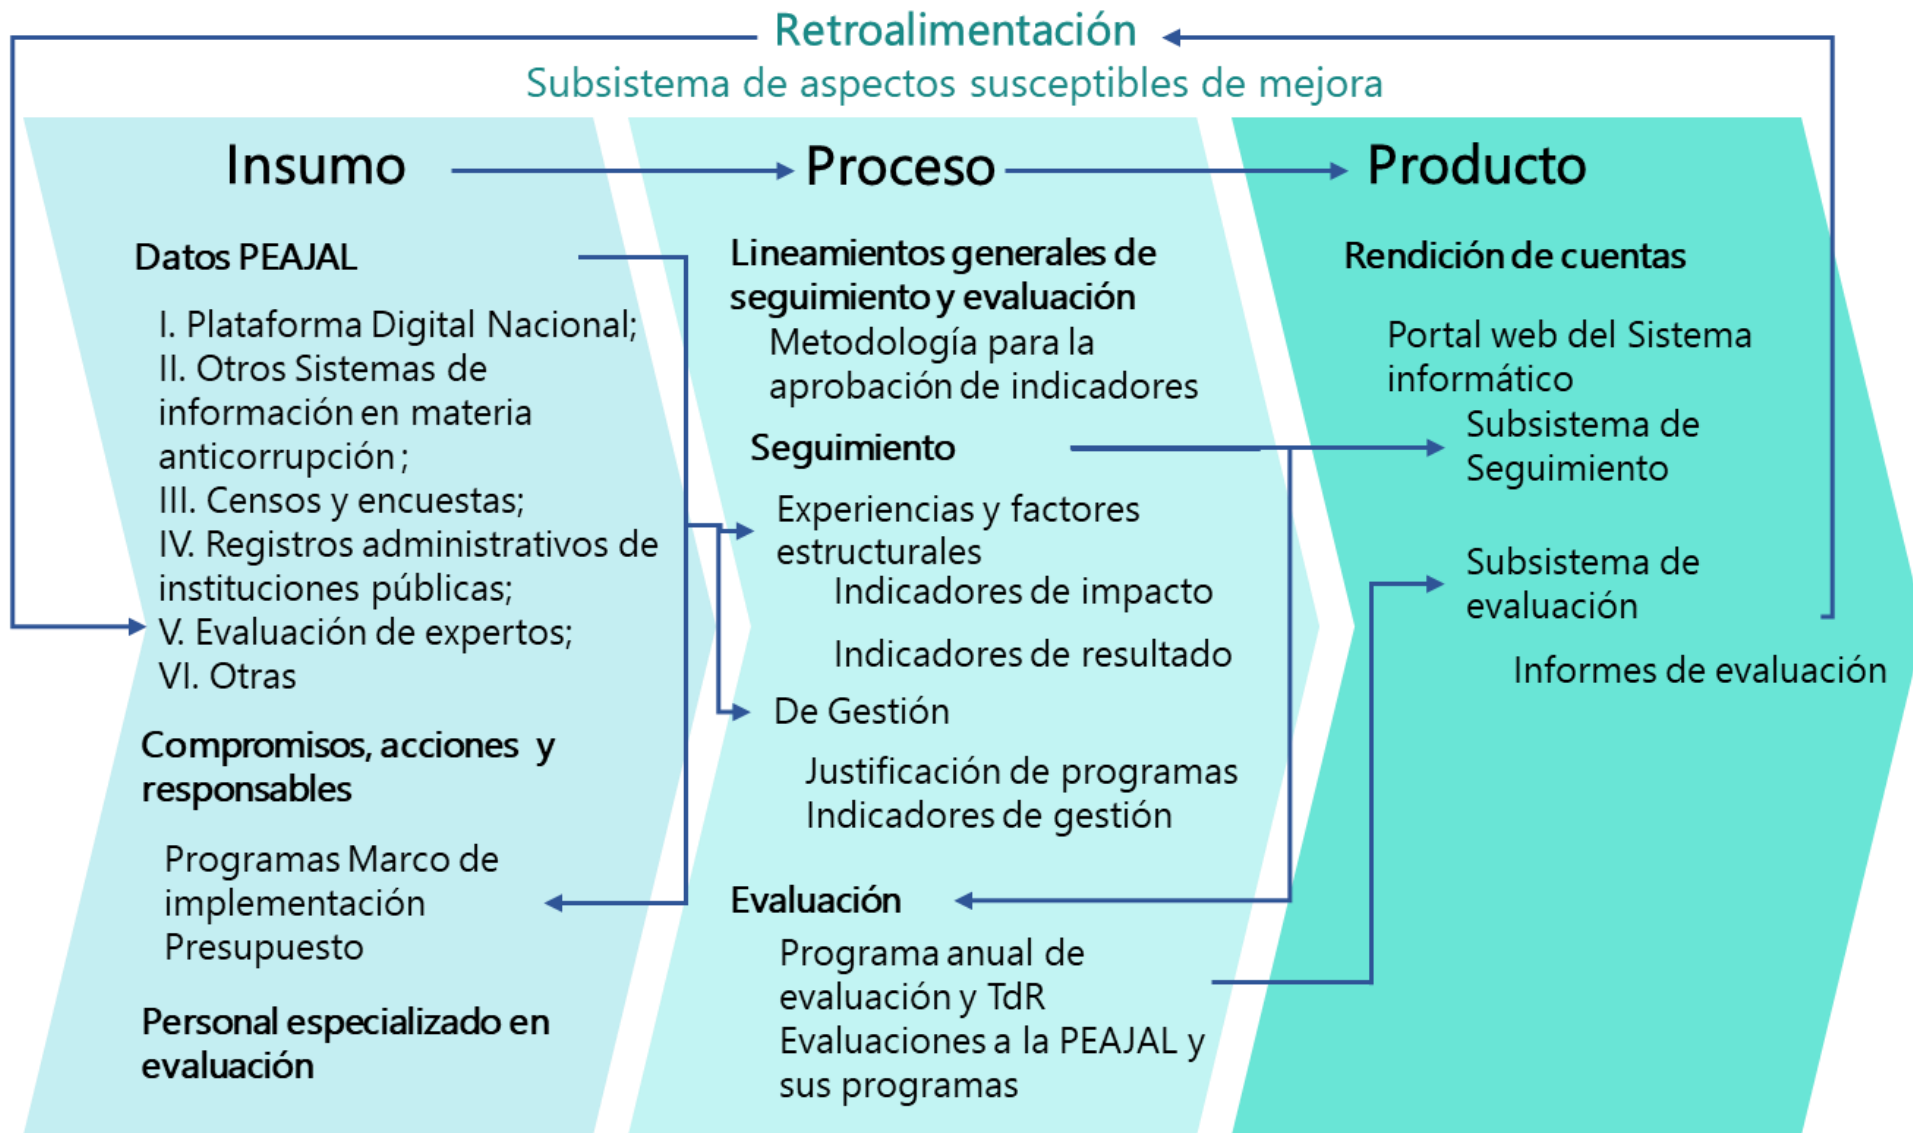 Retroalimentación
Subsistema de aspectos susceptibles de mejora
Insumo
Datos PEAJAL
I. Plataforma Digital Nacional;
II. Otros Sistemas de
información en materia
anticorrupción;
III. Censos y encuestas;
IV. Registros administrativos de
instituciones públicas;
V. Evaluación de expertos;
VI. Otras
Compromisos, acciones y
responsables
Programas Marco de
implementación
Presupuesto
Personal especializado en
evaluación
Proceso
Lineamientos generales de
seguimiento y evaluación
Metodología para la
aprobación de indicadores
Seguimiento
Experiencias y factores
estructurales
Indicadores de impacto
Indicadores de resultado
De Gestión
Justificación de programas
Indicadores de gestión
Evaluación
Programa anual de
evaluación y TdR
Evaluaciones a la PEAJAL y
sus programas
Producto
Rendición de cuentas
Portal web del Sistema
informático
Subsistema de
Seguimiento
Subsistema de
evaluación
Informes de evaluación